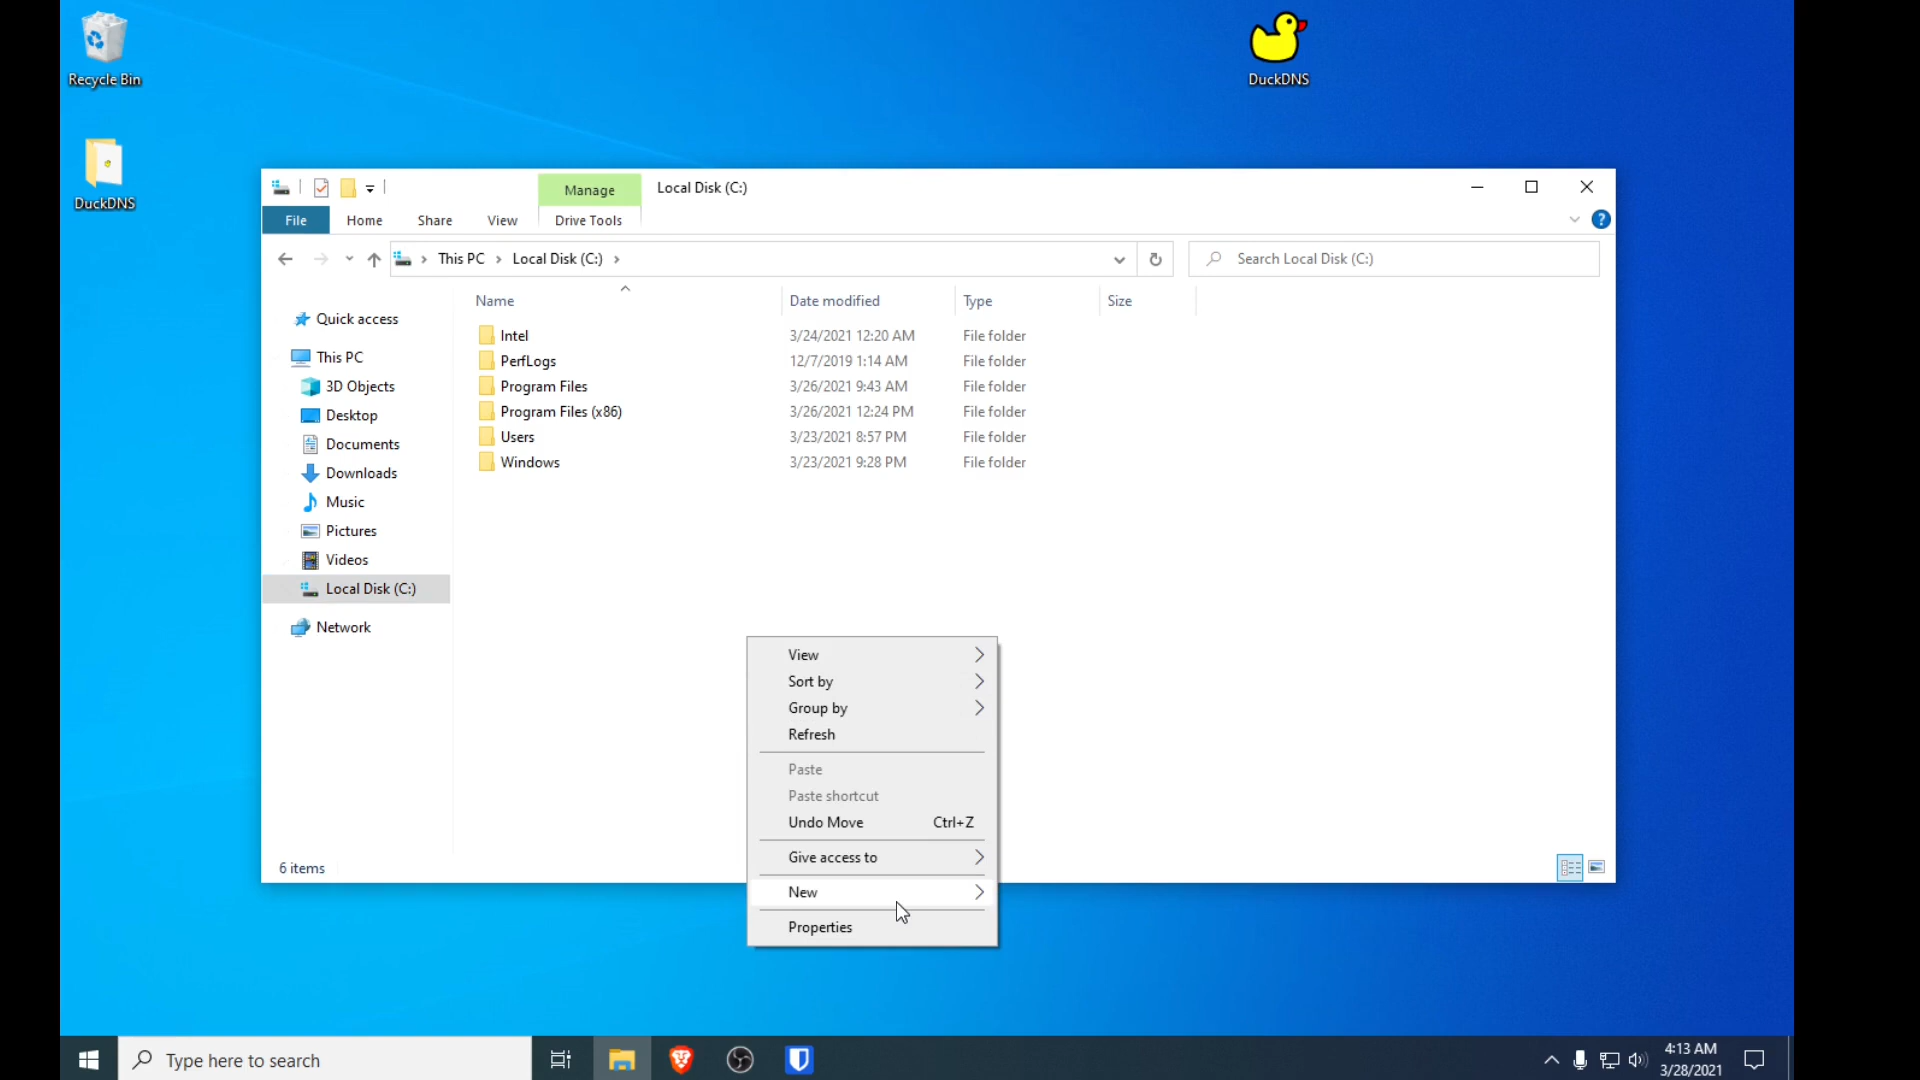 Recycle Bin
DuckDNS
DuckDNS
Manage
Local Disk (C:)
File
Home
Share
View
Drive Tools
This PC
Local Disk (C:)
Search Local Disk (C:)
Name
Date modified
Type
Size
Quick access
This PC
3D Objects
Desktop
Documents
Downloads
Music
Pictures
Videos
Local Disk (C:)
Network
Intel 3/24/2021 12:20 AM File folder
PerfLogs 12/7/2019 1:14 AM File folder
Program Files 3/26/2021 9:43 AM File folder
Program Files (x86) 3/26/2021 12:24 PM File folder
Users 3/23/2021 8:57 PM File folder
Windows 3/23/2021 9:28 PM File folder
View
Sort by
Group by
Refresh
Paste
Paste shortcut
Undo Move Ctrl+Z
Give access to
New
Properties
6 items
Type here to search
4:13 AM
3/28/2021